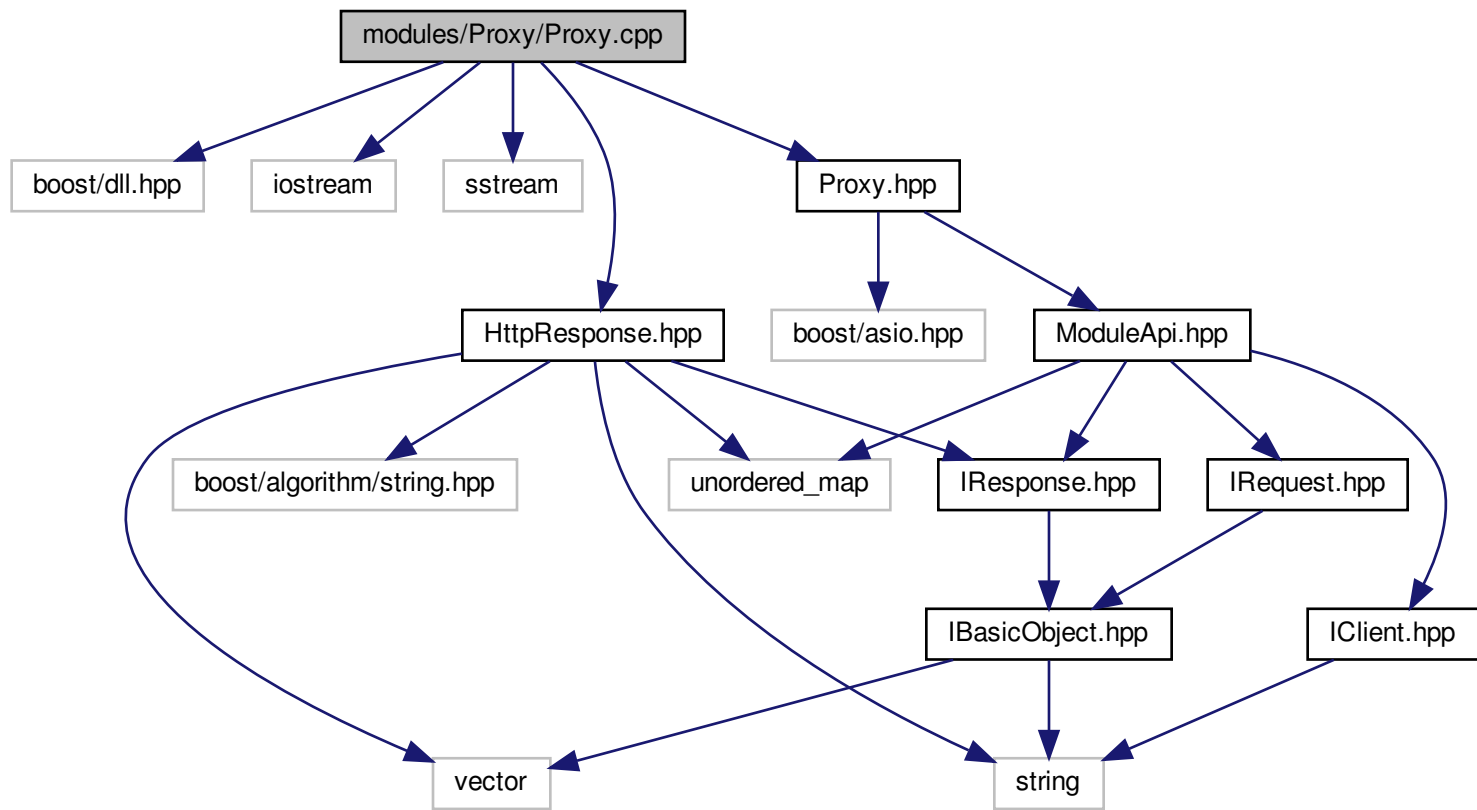 modules/Proxy/Proxy.cpp
boost/dll.hpp
iostream
sstream
Proxy.hpp
HttpResponse.hpp
boost/asio.hpp
ModuleApi.hpp
boost/algorithm/string.hpp
unordered_map
IResponse.hpp
IRequest.hpp
IBasicObject.hpp
IClient.hpp
vector
string